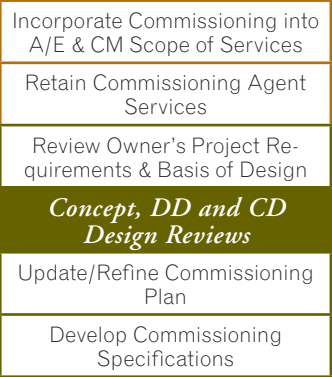 Incorporate Commissioning into
A/E & CM Scope of Services
Retain Commissioning Agent
Services
Review Owner's Project Re-
quirements & Basis of Design
Concept, DD and CD
Design Reviews
Update/Refine Commissioning
Plan
Develop Commissioning
Specifications